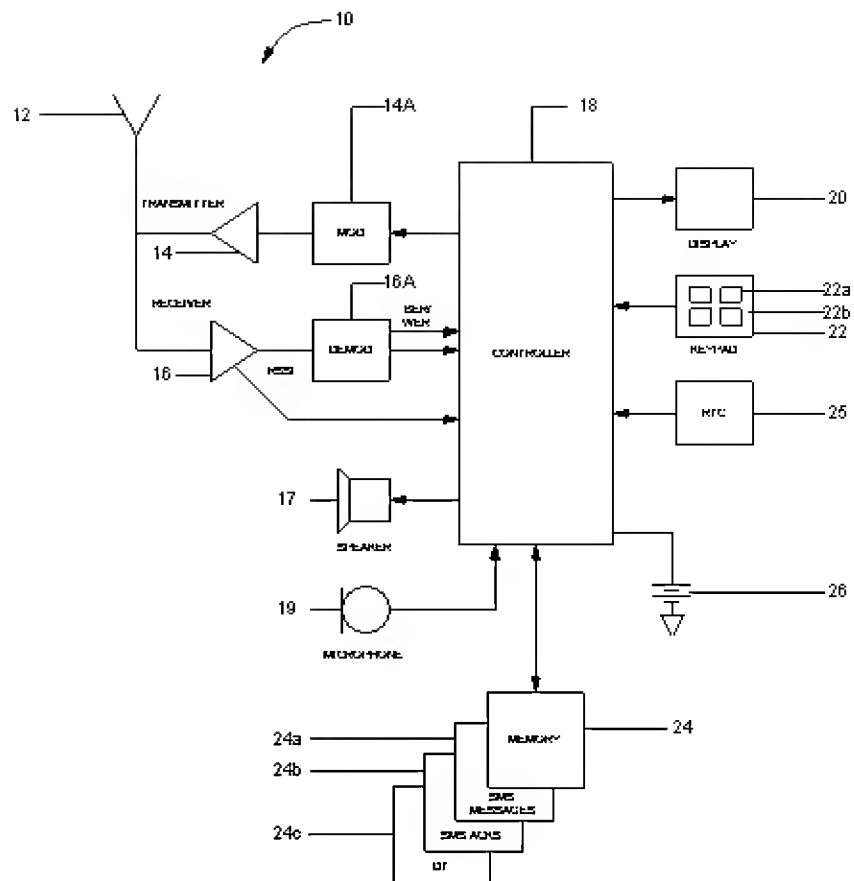 10
12
14A
18
TRANSMITTER
MOD
20
14
DISPLAY
16A
RECEIVER
BER/
WER
22a
22b
22
KEYPAD
DEMOD
CONTROLLER
RSSI
16
RTC
25
17
SPEAKER
26
19
MICROPHONE
24a
MEMORY
24
24b
SMS
MESSAGES
24c
SMS ACKS